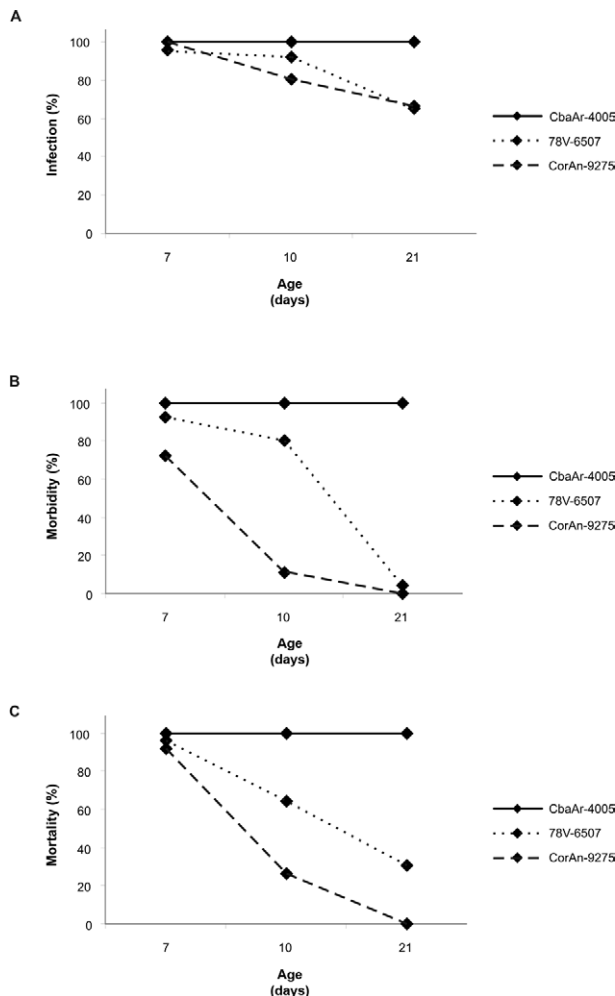 A
100
80
60
40
20
0
Infection (%)
7 10 21
Age
(days)
CbaAr-4005
78V-6507
CorAn-9275
B
100
80
60
40
20
0
Morbidity (%)
7 10 21
Age
(days)
CbaAr-4005
78V-6507
CorAn-9275
C
100
80
60
40
20
0
Mortality (%)
7 10 21
Age
(days)
CbaAr-4005
78V-6507
CorAn-9275